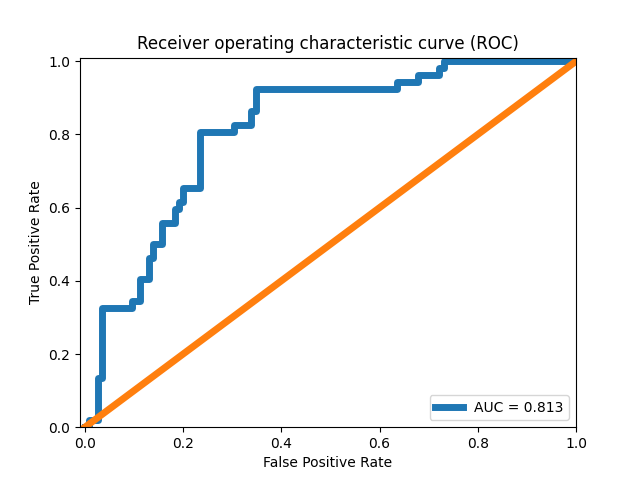 Receiver operating characteristic curve (ROC)
True Positive Rate
1.0
0.8
0.6
0.4
0.2
0.0
AUC = 0.813
0.0 0.2 0.4 0.6 0.8 1.0
False Positive Rate